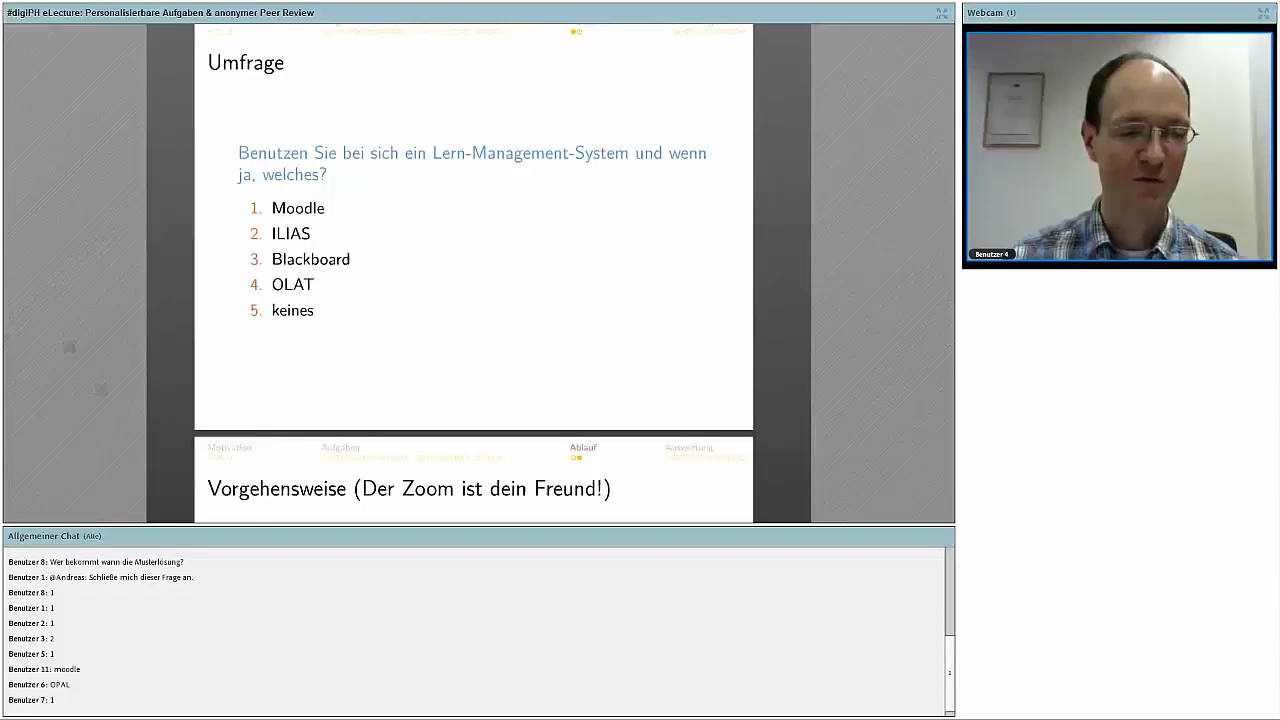 #digiPH eLecture: Personalisierbare Aufgaben & anonymer Peer Review
Webcam (1)
Umfrage
Benutzen Sie bei sich ein Lern-Management-System und wenn
ja, welches?
1. Moodle
2. ILIAS
3. Blackboard
4. OLAT
5. keines
Benutzer 4
Motivation Aufgaben Ablauf Auswertung
Vorgehensweise (Der Zoom ist dein Freund!)
Allgemeiner Chat (Alle)
Benutzer 8: Wer bekommt wann die Musterlösung?
Benutzer 1: @Andreas: Schließe mich dieser Frage an.
Benutzer 8: 1
Benutzer 1: 1
Benutzer 2: 1
Benutzer 3: 2
Benutzer 5: 1
Benutzer 11: moodle
Benutzer 6: OPAL
Benutzer 7: 1